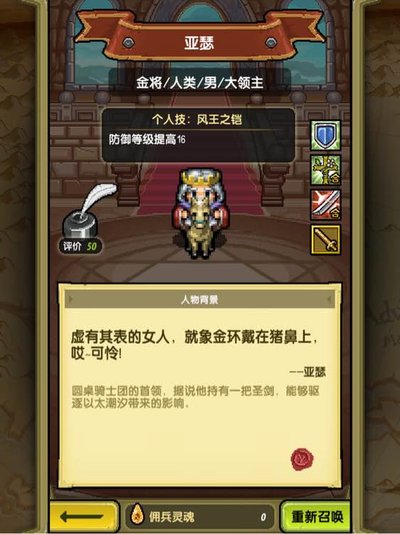 亚瑟
金将/人类/男/大领主
个人技：风王之铠
防御等级提高16
评价 50
人物背景
虚有其表的女人，就象金环戴在猪鼻上，
哎~可怜!
--亚瑟
圆桌骑士团的首领，据说他持有一把圣剑，能够驱
逐以太潮汐带来的影响。
佣兵灵魂 0
重新召唤